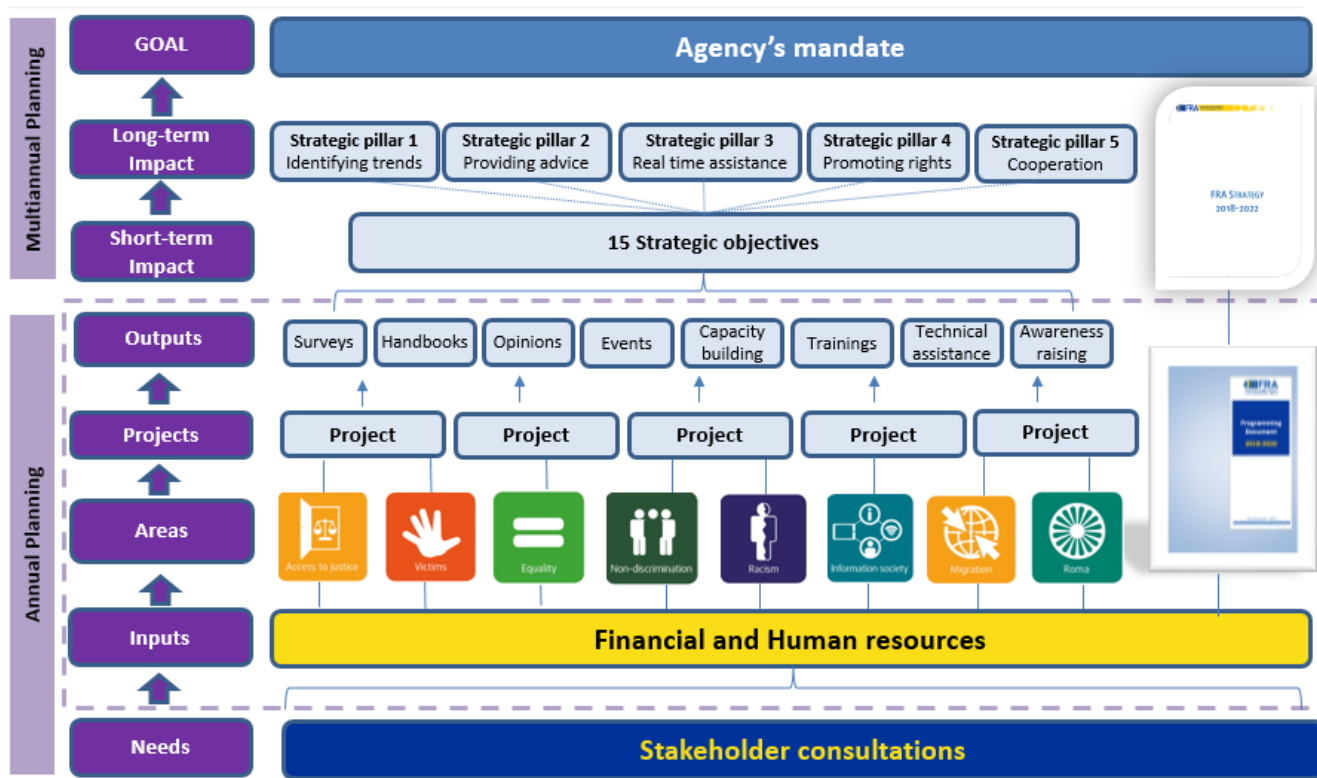 Multiannual Planning
GOAL
Agency's mandate
Long-term
Impact
Strategic pillar 1
Identifying trends
Strategic pillar 2
Providing advice
Strategic pillar 3
Real time assistance
Strategic pillar 4
Promoting rights
Strategic pillar 5
Cooperation
FRA
FRA STRATEGY
2018-2022
Short-term
Impact
15 Strategic objectives
Annual Planning
Outputs
Surveys
Handbooks
Opinions
Events
Capacity
building
Trainings
Technical
assistance
Awareness
raising
FRA
Programming
Document
2018-2020
Projects
Project
Project
Project
Project
Project
Areas
Access to justice
Victims
Equality
Non-discrimination
Racism
Information society
Migration
Roma
Inputs
Financial and Human resources
Needs
Stakeholder consultations